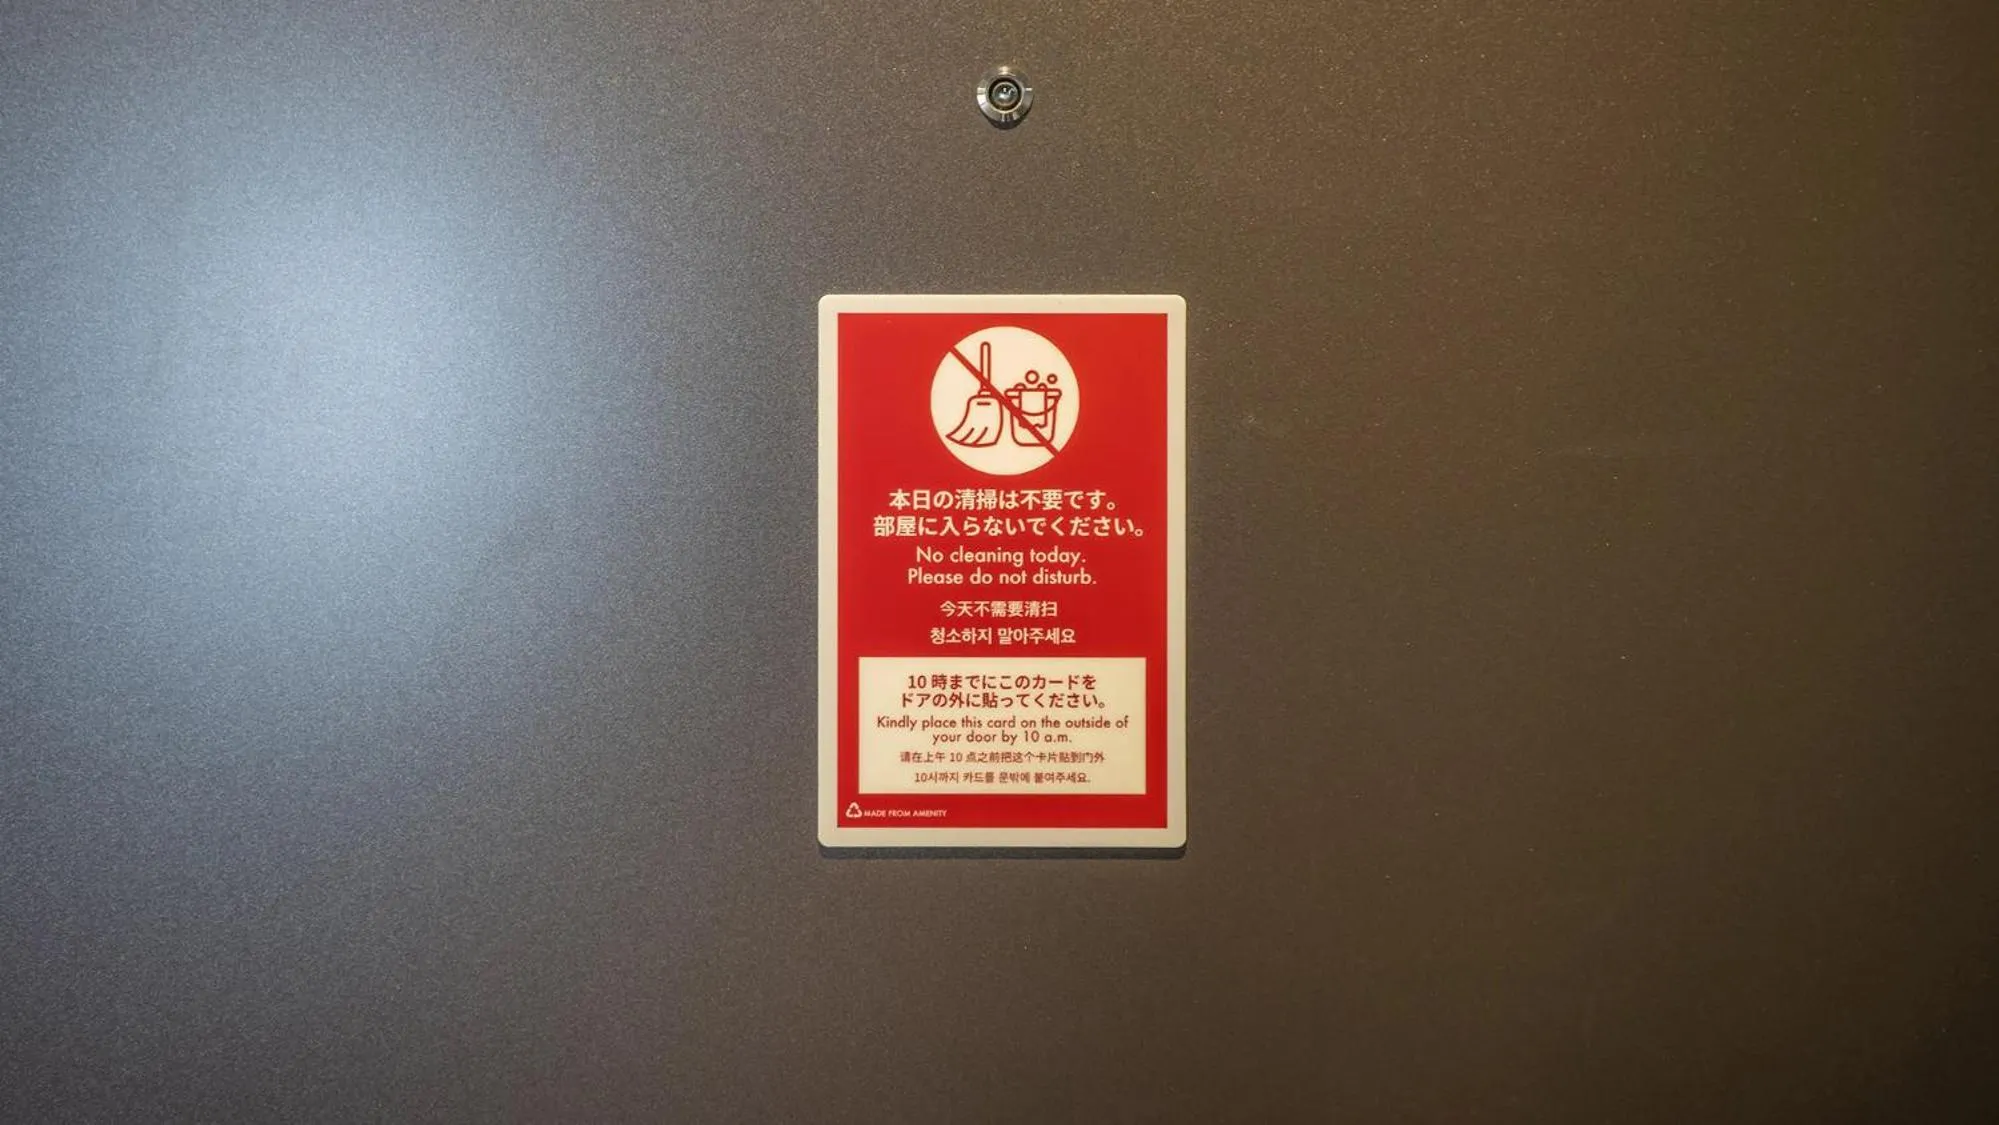 本日の清掃は不要です。
部屋に入らないでください。
No cleaning today.
Please do not disturb.
今天不需要清扫
청소하지 말아주세요
10 時までにこのカードを
ドアの外に貼ってください。
Kindly place this card on the outside of
your door by 10 a.m.
请在上午 10 点之前把这个卡片贴到门外
10시까지 카드를 문밖에 붙여주세요.
MADE FROM AMENITY